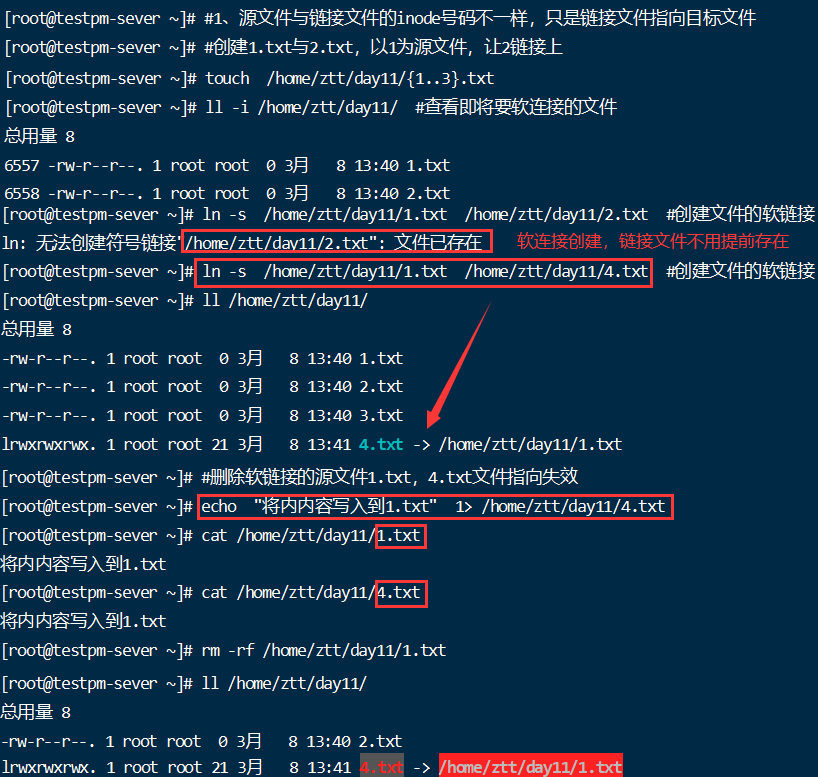 [root@testpm-sever ~]# #1、源文件与链接文件的inode号码不一样，只是链接文件指向目标文件
[root@testpm-sever ~]# #创建1.txt与2.txt，以1为源文件，让2链接上
[root@testpm-sever ~]# touch  /home/ztt/day11/{1..3}.txt
[root@testpm-sever ~]# ll -i /home/ztt/day11/  #查看即将要软连接的文件
总用量 8
6557 -rw-r--r--. 1 root root  0 3月   8 13:40 1.txt
6558 -rw-r--r--. 1 root root  0 3月   8 13:40 2.txt
[root@testpm-sever ~]# ln -s  /home/ztt/day11/1.txt  /home/ztt/day11/2.txt  #创建文件的软链接
ln: 无法创建符号链接"/home/ztt/day11/2.txt": 文件已存在  软连接创建，链接文件不用提前存在
[root@testpm-sever ~]# ln -s  /home/ztt/day11/1.txt  /home/ztt/day11/4.txt  #创建文件的软链接
[root@testpm-sever ~]# ll /home/ztt/day11/
总用量 8
-rw-r--r--. 1 root root  0 3月   8 13:40 1.txt
-rw-r--r--. 1 root root  0 3月   8 13:40 2.txt
-rw-r--r--. 1 root root  0 3月   8 13:40 3.txt
lrwxrwxrwx. 1 root root 21 3月   8 13:41 4.txt -> /home/ztt/day11/1.txt
[root@testpm-sever ~]# #删除软链接的源文件1.txt，4.txt文件指向失效
[root@testpm-sever ~]# echo  "将内内容写入到1.txt"  1> /home/ztt/day11/4.txt
[root@testpm-sever ~]# cat /home/ztt/day11/1.txt
将内内容写入到1.txt
[root@testpm-sever ~]# cat /home/ztt/day11/4.txt
将内内容写入到1.txt
[root@testpm-sever ~]# rm -rf /home/ztt/day11/1.txt
[root@testpm-sever ~]# ll /home/ztt/day11/
总用量 8
-rw-r--r--. 1 root root  0 3月   8 13:40 2.txt
lrwxrwxrwx. 1 root root 21 3月   8 13:41 4.txt -> /home/ztt/day11/1.txt